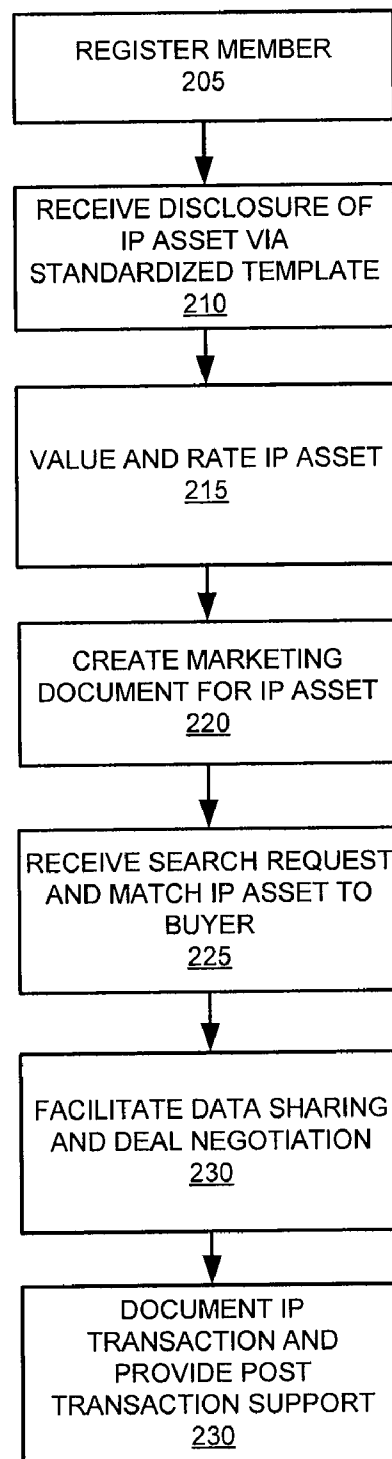 REGISTER MEMBER
205
RECEIVE DISCLOSURE OF
IP ASSET VIA
STANDARDIZED TEMPLATE
210
VALUE AND RATE IP ASSET
215
CREATE MARKETING
DOCUMENT FOR IP ASSET
220
RECEIVE SEARCH REQUEST
AND MATCH IP ASSET TO
BUYER
225
FACILITATE DATA SHARING
AND DEAL NEGOTIATION
230
DOCUMENT IP
TRANSACTION AND
PROVIDE POST
TRANSACTION SUPPORT
230